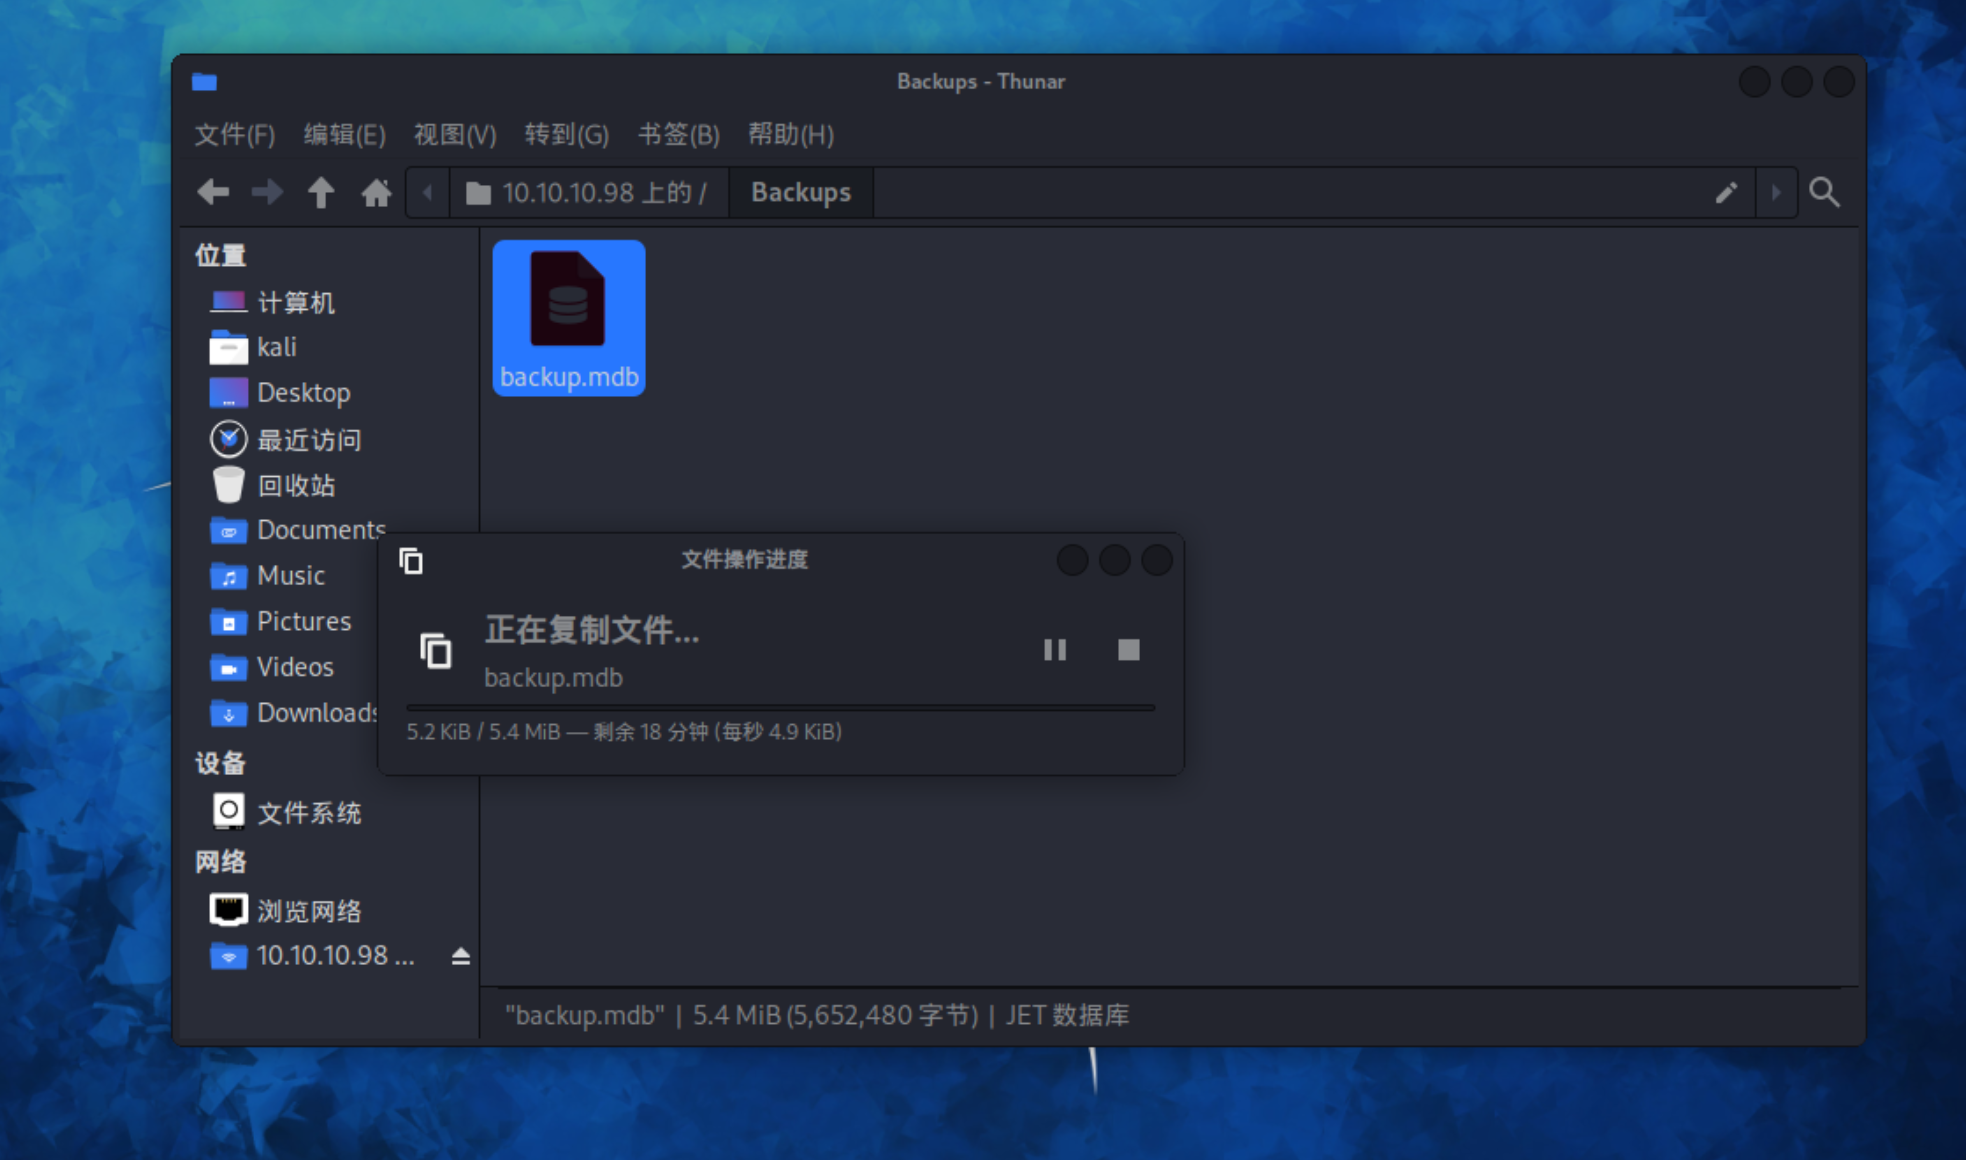 Backups - Thunar
文件(F) 编辑(E) 视图(V) 转到(G) 书签(B) 帮助(H)
10.10.10.98 上的 / Backups
位置
计算机
kali
Desktop
最近访问
回收站
Documents
Music
Pictures
Videos
Downloads
设备
文件系统
网络
浏览网络
10.10.10.98 ...
backup.mdb
文件操作进度
正在复制文件...
backup.mdb
5.2 KiB / 5.4 MiB — 剩余 18 分钟 (每秒 4.9 KiB)
"backup.mdb" | 5.4 MiB (5,652,480 字节) | JET 数据库